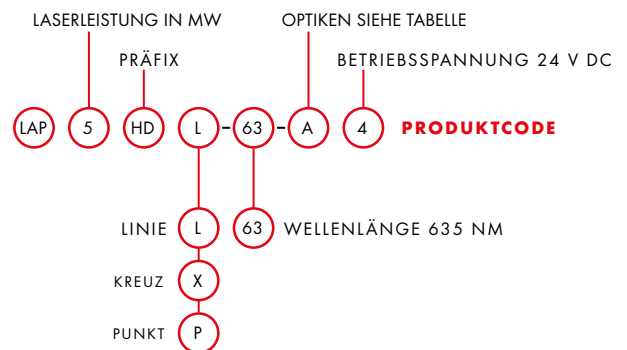 LASERLEISTUNG IN MW OPTIKEN SIEHE TABELLE
PRÄFIX BETRIEBSSPANNUNG 24 V DC
LAP 5 HD L - 63 - A 4 PRODUKTCODE
LINIE L 63 WELLENLÄNGE 635 NM
KREUZ X
PUNKT P